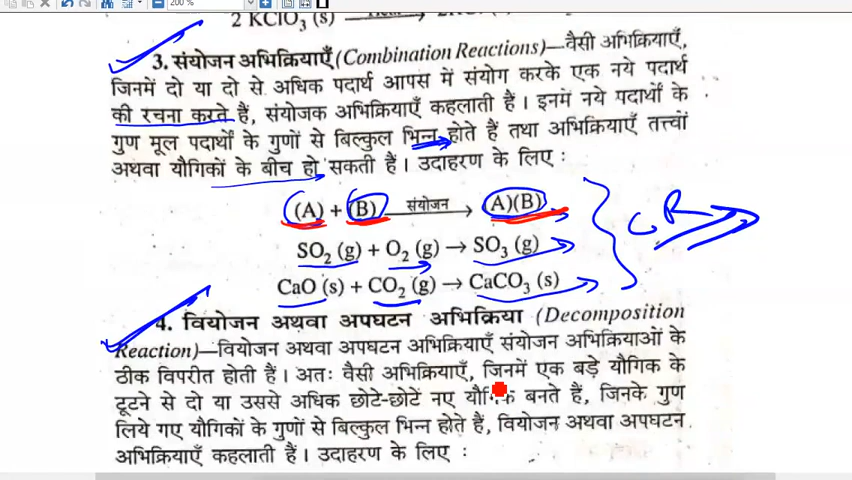 200 %
2 KClO₃ (s)
3. संयोजन अभिक्रियाएँ (Combination Reactions)—वैसी अभिक्रियाएँ,
जिनमें दो या दो से अधिक पदार्थ आपस में संयोग करके एक नये पदार्थ
की रचना करते हैं, संयोजक अभिक्रियाएँ कहलाती हैं। इनमें नये पदार्थों के
गुण मूल पदार्थों के गुणों से बिल्कुल भिन्न होते हैं तथा अभिक्रियाएँ तत्त्वों
अथवा यौगिकों के बीच हो सकती हैं। उदाहरण के लिए :
(A) + (B) संयोजन → A)(B)
SO₂ (g) + O₂ (g) → SO₃ (g)
CaO (s) + CO₂ (g) → CaCO₃ (s)
CR
4. वियोजन अथवा अपघटन अभिक्रिया (Decomposition
Reaction)—वियोजन अथवा अपघटन अभिक्रियाएँ संयोजन अभिक्रियाओं के
ठीक विपरीत होती हैं। अतः वैसी अभिक्रियाएँ, जिनमें एक बड़े यौगिक के
टूटने से दो या उससे अधिक छोटे-छोटे नए यौगिक बनते हैं, जिनके गुण
लिये गए यौगिकों के गुणों से बिल्कुल भिन्न होते हैं, वियोजन अथवा अपघटन
अभिक्रियाएँ कहलाती हैं। उदाहरण के लिए :